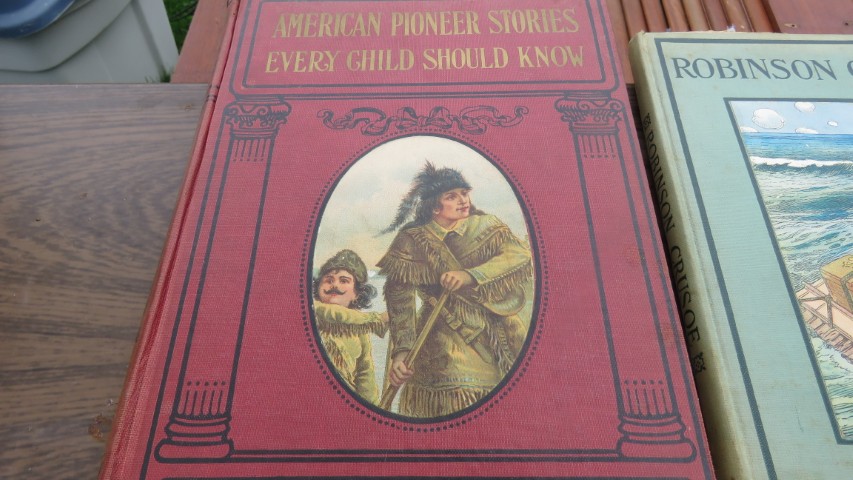 AMERICAN PIONEER STORIES
EVERY CHILD SHOULD KNOW
ROBINSON C
ROBINSON CRUSOE